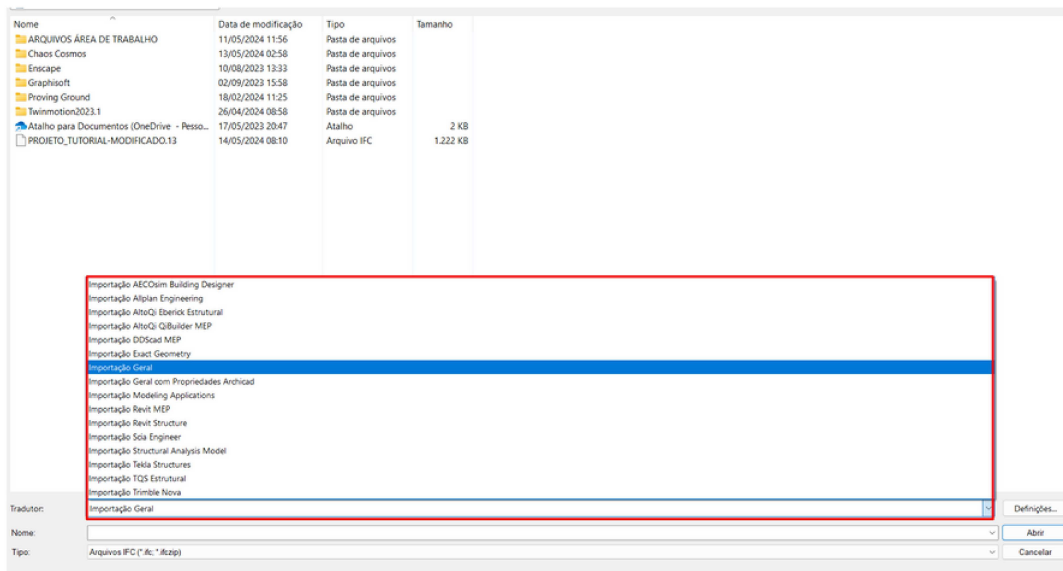 Nome Data de modificação Tipo Tamanho
ARQUIVOS ÁREA DE TRABALHO 11/05/2024 11:56 Pasta de arquivos
Chaos Cosmos 13/05/2024 02:58 Pasta de arquivos
Enscape 10/08/2023 13:33 Pasta de arquivos
Graphisoft 02/09/2023 15:58 Pasta de arquivos
Proving Ground 18/02/2024 11:25 Pasta de arquivos
Twinmotion2023.1 26/04/2024 08:58 Pasta de arquivos
Atalho para Documentos (OneDrive - Pesso... 17/05/2023 20:47 Atalho 2 KB
PROJETO_TUTORIAL-MODIFICADO.13 14/05/2024 08:10 Arquivo IFC 1.222 KB
Importação AECOsim Building Designer
Importação Allplan Engineering
Importação AltoQi Eberick Estrutural
Importação AltoQi QiBuilder MEP
Importação DDScad MEP
Importação Exact Geometry
Importação Geral
Importação Geral com Propriedades Archicad
Importação Modeling Applications
Importação Revit MEP
Importação Revit Structure
Importação Scia Engineer
Importação Structural Analysis Model
Importação Tekla Structures
Importação TQS Estrutural
Importação Trimble Nova
Tradutor: Importação Geral Definições...
Nome: Abrir
Tipo: Arquivos IFC (*.ifc; *.ifczip) Cancelar